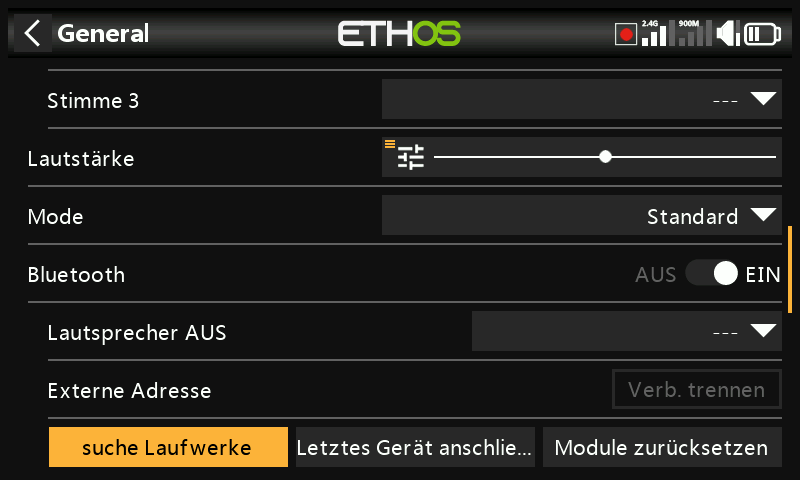 General
ETHOS
2.4G
900M
Stimme 3
---
Lautstärke
Mode
Standard
Bluetooth
AUS
EIN
Lautsprecher AUS
---
Externe Adresse
Verb. trennen
suche Laufwerke
Letztes Gerät anschlie...
Module zurücksetzen